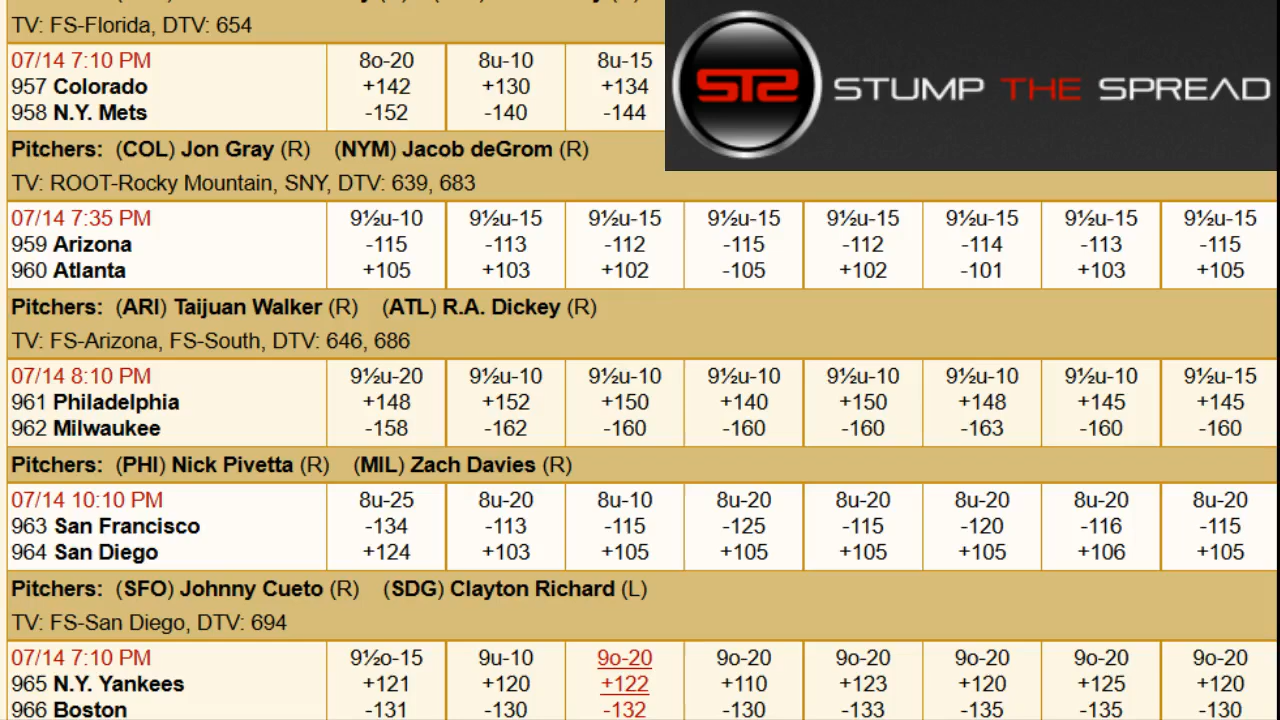 TV: FS-Florida, DTV: 654
07/14 7:10 PM 8o-20 8u-10 8u-15
957 Colorado +142 +130 +134
958 N.Y. Mets -152 -140 -144
STS STUMP THE SPREAD
Pitchers: (COL) Jon Gray (R) (NYM) Jacob deGrom (R)
TV: ROOT-Rocky Mountain, SNY, DTV: 639, 683
07/14 7:35 PM 9½u-10 9½u-15 9½u-15 9½u-15 9½u-15 9½u-15 9½u-15 9½u-15
959 Arizona -115 -113 -112 -115 -112 -114 -113 -115
960 Atlanta +105 +103 +102 -105 +102 -101 +103 +105
Pitchers: (ARI) Taijuan Walker (R) (ATL) R.A. Dickey (R)
TV: FS-Arizona, FS-South, DTV: 646, 686
07/14 8:10 PM 9½u-20 9½u-10 9½u-10 9½u-10 9½u-10 9½u-10 9½u-10 9½u-15
961 Philadelphia +148 +152 +150 +140 +150 +148 +145 +145
962 Milwaukee -158 -162 -160 -160 -160 -163 -160 -160
Pitchers: (PHI) Nick Pivetta (R) (MIL) Zach Davies (R)
07/14 10:10 PM 8u-25 8u-20 8u-10 8u-20 8u-20 8u-20 8u-20 8u-20
963 San Francisco -134 -113 -115 -125 -115 -120 -116 -115
964 San Diego +124 +103 +105 +105 +105 +105 +106 +105
Pitchers: (SFO) Johnny Cueto (R) (SDG) Clayton Richard (L)
TV: FS-San Diego, DTV: 694
07/14 7:10 PM 9½o-15 9u-10 9o-20 9o-20 9o-20 9o-20 9o-20 9o-20
965 N.Y. Yankees +121 +120 +122 +110 +123 +120 +125 +120
966 Boston -131 -130 -132 -130 -133 -135 -135 -130